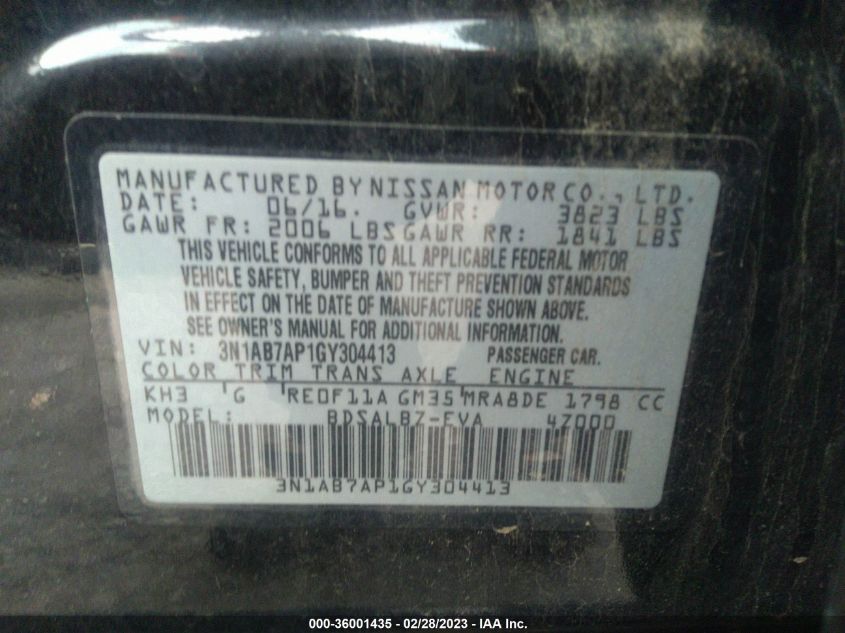 MANUFACTURED BY NISSAN MOTOR CO., LTD.
DATE: 06/16. GVWR: 3823 LBS
GAWR FR: 2006 LBS GAWR RR: 1841 LBS
THIS VEHICLE CONFORMS TO ALL APPLICABLE FEDERAL MOTOR
VEHICLE SAFETY, BUMPER AND THEFT PREVENTION STANDARDS
IN EFFECT ON THE DATE OF MANUFACTURE SHOWN ABOVE.
SEE OWNER'S MANUAL FOR ADDITIONAL INFORMATION.
VIN: 3N1AB7AP1GY304413 PASSENGER CAR.
COLOR TRIM TRANS AXLE ENGINE
KH3 G RE0F11A GM35 MRA8DE 1798 CC
MODEL: BDSALBZ-EVA 4Z000
3N1AB7AP1GY304413
000-36001435 - 02/28/2023 - IAA Inc.